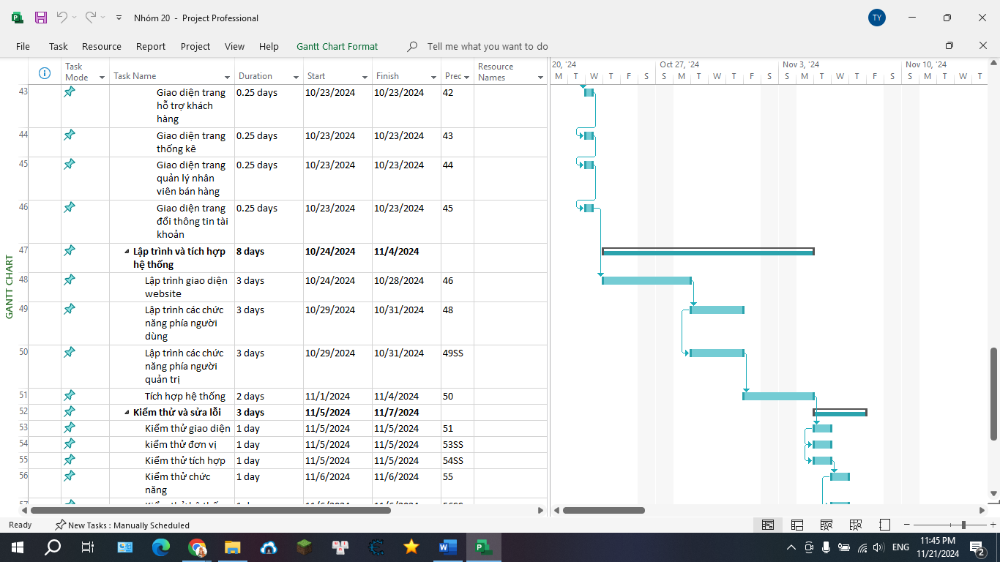 Nhóm 20 - Project Professional
TY
File Task Resource Report Project View Help Gantt Chart Format Tell me what you want to do
Task Mode Task Name Duration Start Finish Prec Resource Names
20, '24 Oct 27, '24 Nov 3, '24 Nov 10, '24
M T W T F S S M T W T F S S M T W T F S S M T W T
GANTT CHART
43 Giao diện trang 0.25 days 10/23/2024 10/23/2024 42
hỗ trợ khách
hàng
44 Giao diện trang 0.25 days 10/23/2024 10/23/2024 43
thống kê
45 Giao diện trang 0.25 days 10/23/2024 10/23/2024 44
quản lý nhân
viên bán hàng
46 Giao diện trang 0.25 days 10/23/2024 10/23/2024 45
đổi thông tin tài
khoản
47 Lập trình và tích hợp 8 days 10/24/2024 11/4/2024
hệ thống
48 Lập trình giao diện 3 days 10/24/2024 10/28/2024 46
website
49 Lập trình các chức 3 days 10/29/2024 10/31/2024 48
năng phía người
dùng
50 Lập trình các chức 3 days 10/29/2024 10/31/2024 49SS
năng phía người
quản trị
51 Tích hợp hệ thống 2 days 11/1/2024 11/4/2024 50
52 Kiểm thử và sửa lỗi 3 days 11/5/2024 11/7/2024
53 Kiểm thử giao diện 1 day 11/5/2024 11/5/2024 51
54 kiểm thử đơn vị 1 day 11/5/2024 11/5/2024 53SS
55 Kiểm thử tích hợp 1 day 11/5/2024 11/5/2024 54SS
56 Kiểm thử chức 1 day 11/6/2024 11/6/2024 55
năng
Ready New Tasks : Manually Scheduled
ENG
11:45 PM
11/21/2024
2